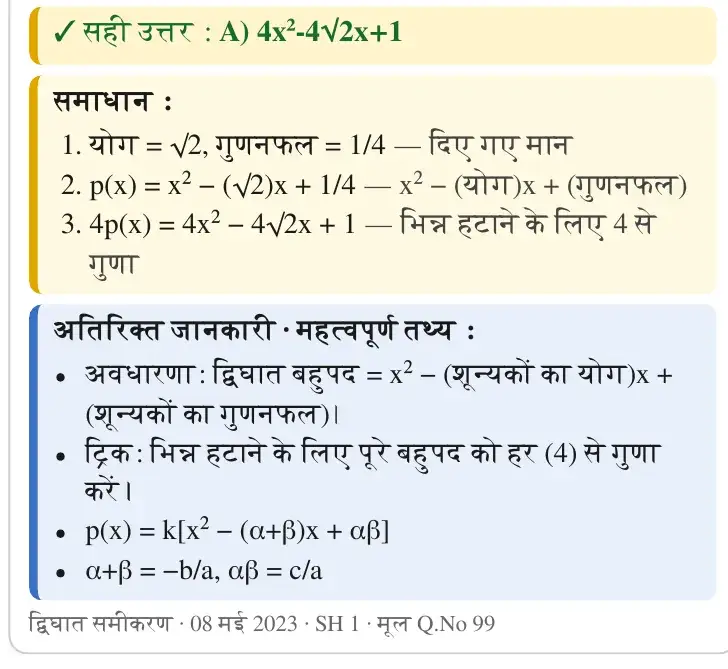 ✓ सही उत्तर : A) 4x²-4√2x+1
समाधान :
1. योग = √2, गुणनफल = 1/4 — दिए गए मान
2. p(x) = x² − (√2)x + 1/4 — x² − (योग)x + (गुणनफल)
3. 4p(x) = 4x² − 4√2x + 1 — भिन्न हटाने के लिए 4 से
गुणा
अतिरिक्त जानकारी · महत्वपूर्ण तथ्य :
• अवधारणा : द्विघात बहुपद = x² − (शून्यकों का योग)x +
(शून्यकों का गुणनफल)।
• ट्रिक : भिन्न हटाने के लिए पूरे बहुपद को हर (4) से गुणा
करें।
• p(x) = k[x² − (α+β)x + αβ]
• α+β = −b/a, αβ = c/a
द्विघात समीकरण · 08 मई 2023 · SH 1 · मूल Q.No 99